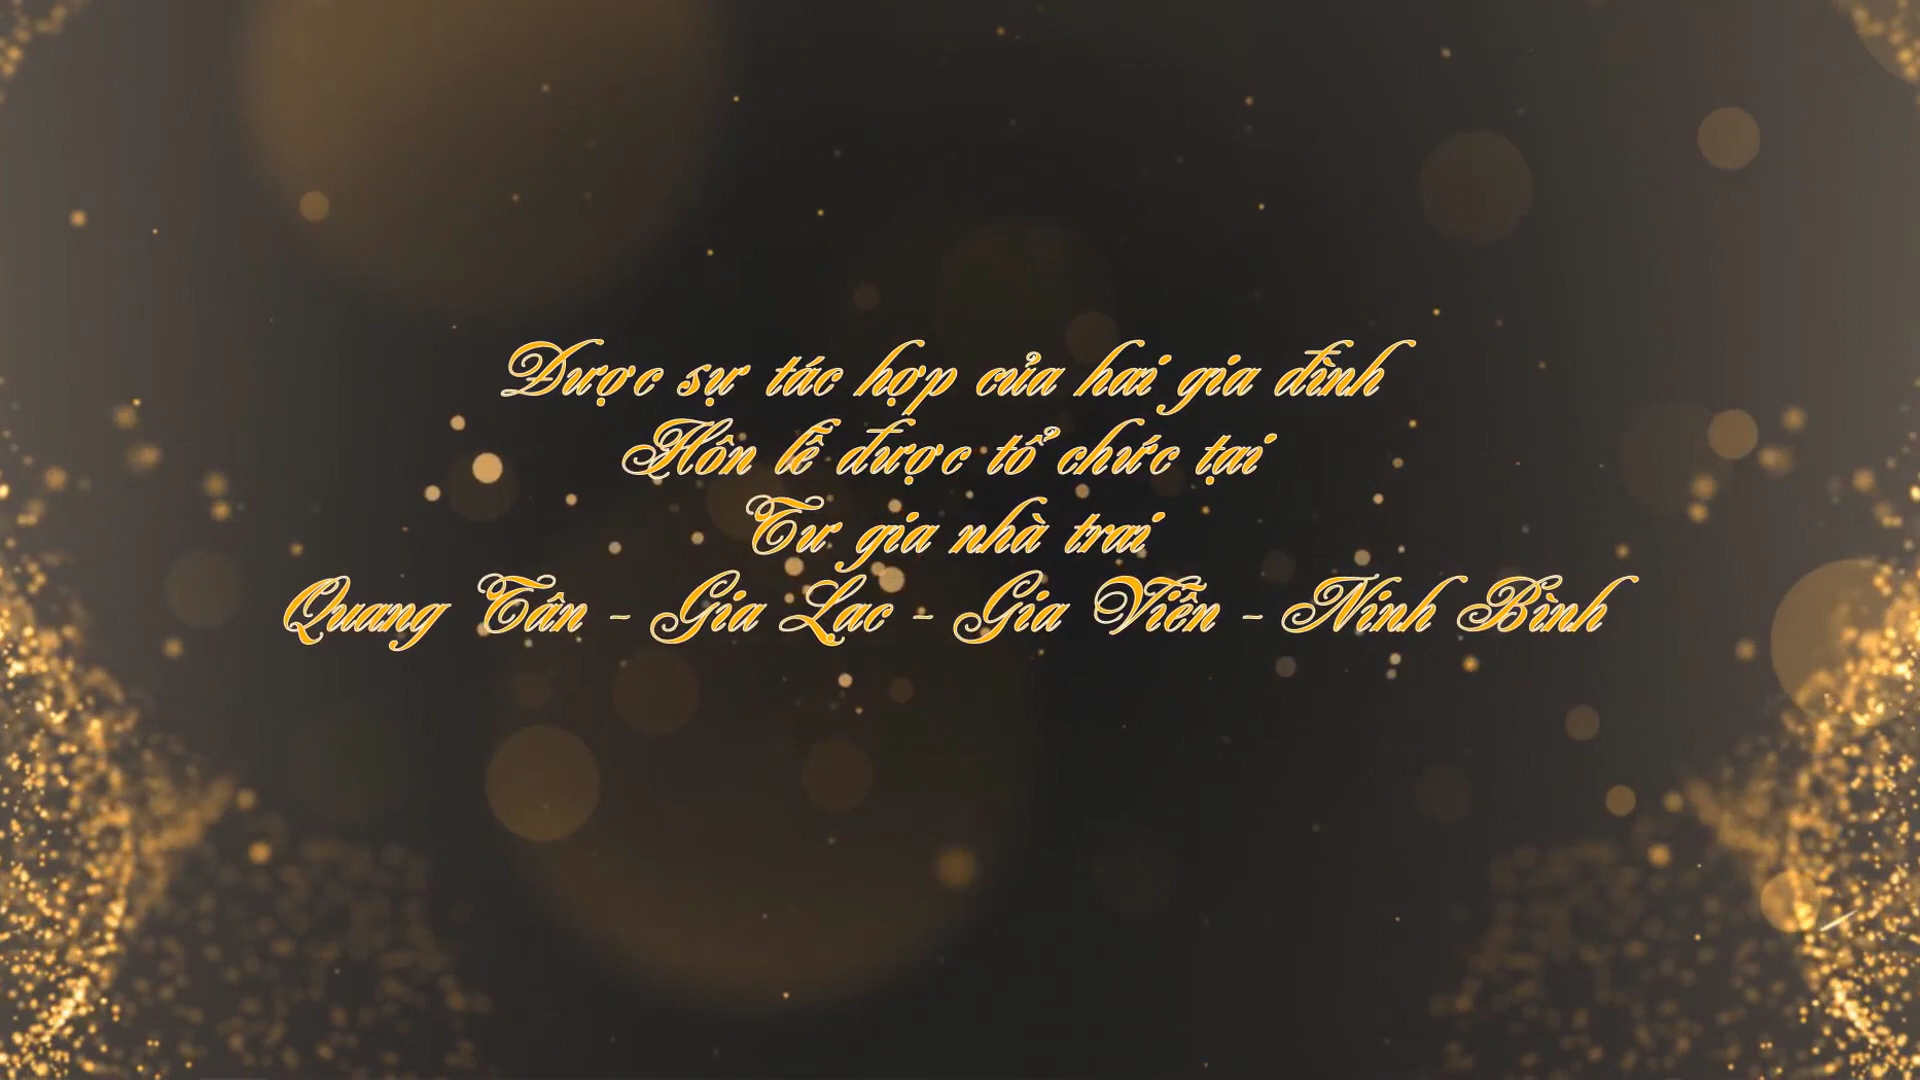 Được sự tác hợp của hai gia đình
Hôn lễ được tổ chức tại
Tư gia nhà trai
Quang Tân - Gia Lac - Gia Viễn - Ninh Bình